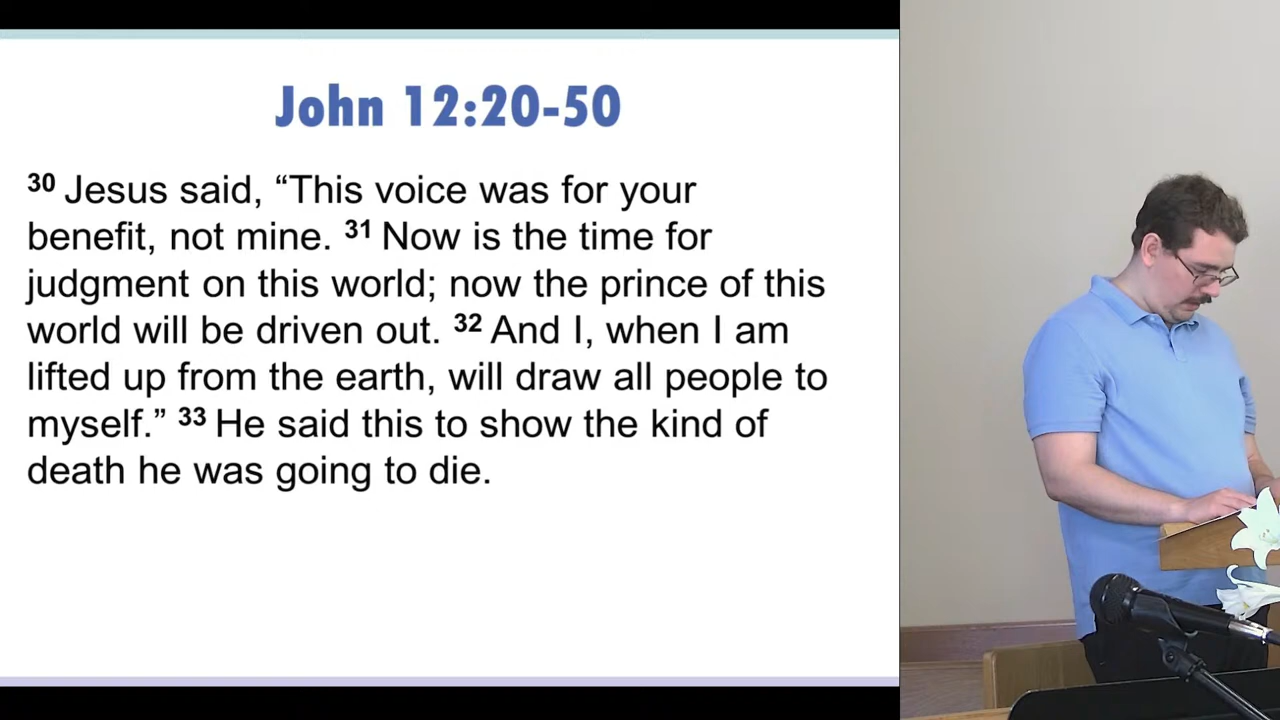 John 12:20-50
30 Jesus said, “This voice was for your
benefit, not mine. 31 Now is the time for
judgment on this world; now the prince of this
world will be driven out. 32 And I, when I am
lifted up from the earth, will draw all people to
myself.” 33 He said this to show the kind of
death he was going to die.